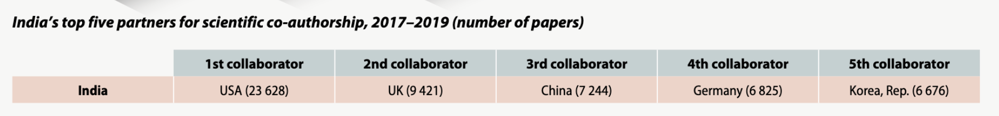 India’s top five partners for scientific co-authorship, 2017–2019 (number of papers)
1st collaborator 2nd collaborator 3rd collaborator 4th collaborator 5th collaborator
India USA (23 628) UK (9 421) China (7 244) Germany (6 825) Korea, Rep. (6 676)